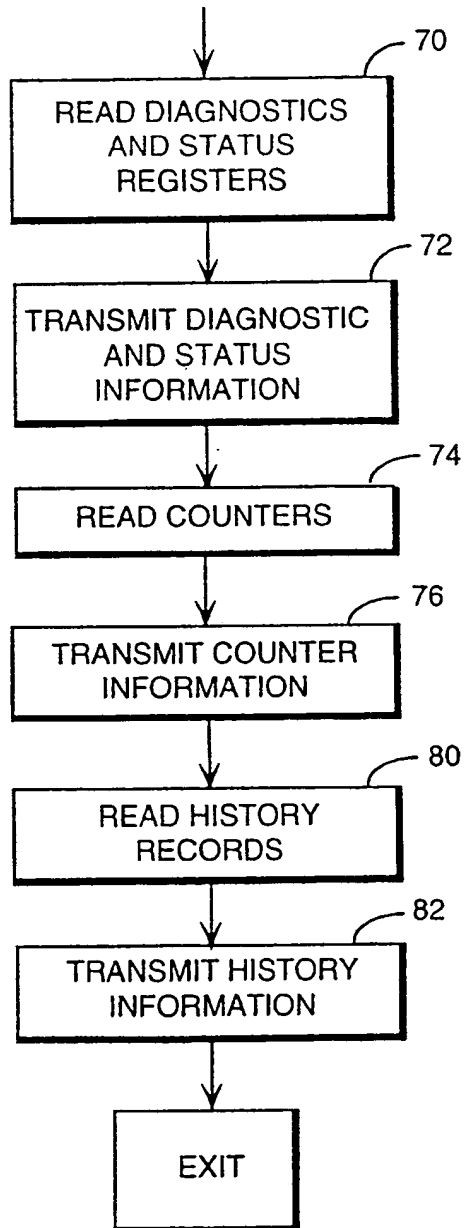 70
READ DIAGNOSTICS
AND STATUS
REGISTERS
72
TRANSMIT DIAGNOSTIC
AND STATUS
INFORMATION
74
READ COUNTERS
76
TRANSMIT COUNTER
INFORMATION
80
READ HISTORY
RECORDS
82
TRANSMIT HISTORY
INFORMATION
EXIT